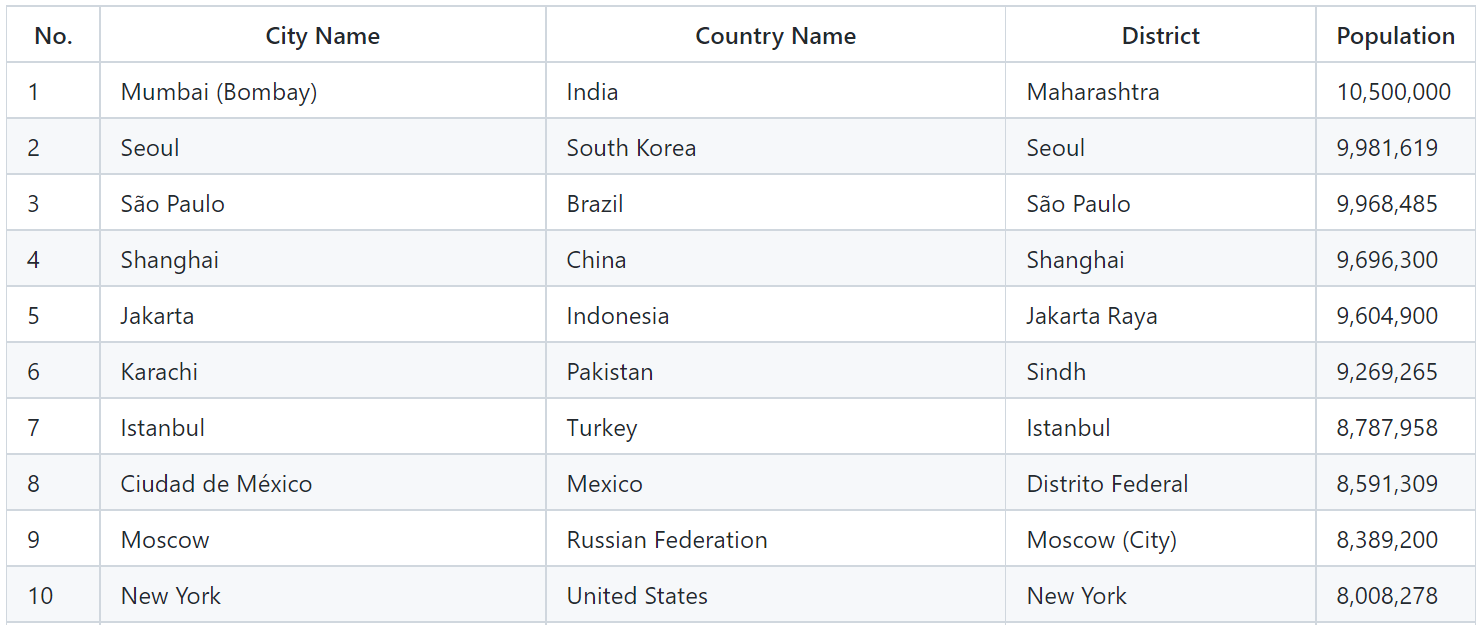 No. City Name Country Name District Population
1 Mumbai (Bombay) India Maharashtra 10,500,000
2 Seoul South Korea Seoul 9,981,619
3 São Paulo Brazil São Paulo 9,968,485
4 Shanghai China Shanghai 9,696,300
5 Jakarta Indonesia Jakarta Raya 9,604,900
6 Karachi Pakistan Sindh 9,269,265
7 Istanbul Turkey Istanbul 8,787,958
8 Ciudad de México Mexico Distrito Federal 8,591,309
9 Moscow Russian Federation Moscow (City) 8,389,200
10 New York United States New York 8,008,278